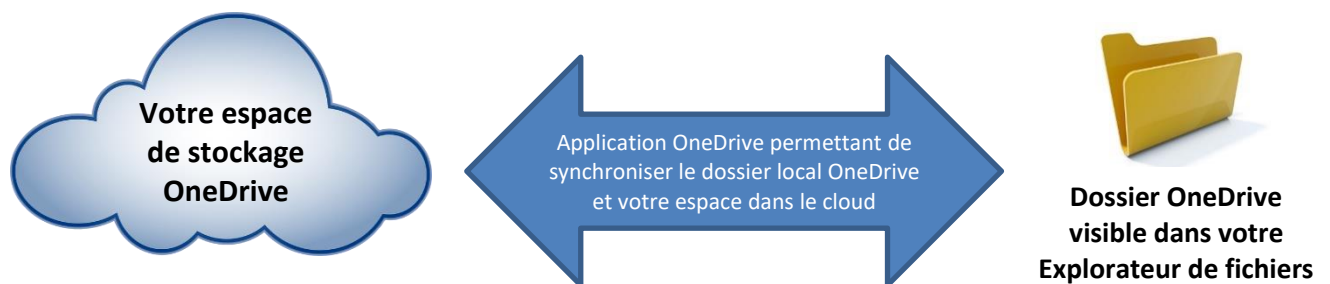 Votre espace
de stockage
OneDrive
Application OneDrive permettant de
synchroniser le dossier local OneDrive
et votre espace dans le cloud
Dossier OneDrive
visible dans votre
Explorateur de fichiers